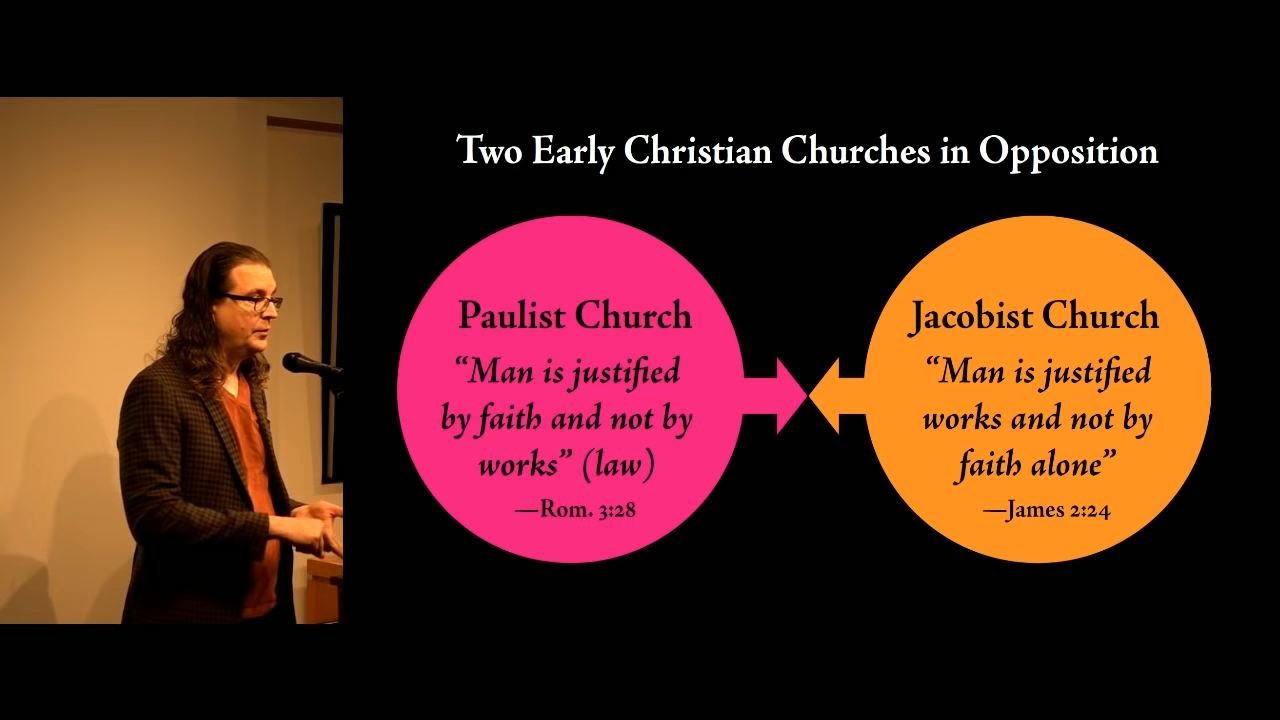 Two Early Christian Churches in Opposition
Paulist Church
“Man is justified
by faith and not by
works” (law)
—Rom. 3:28
Jacobist Church
“Man is justified
works and not by
faith alone”
—James 2:24